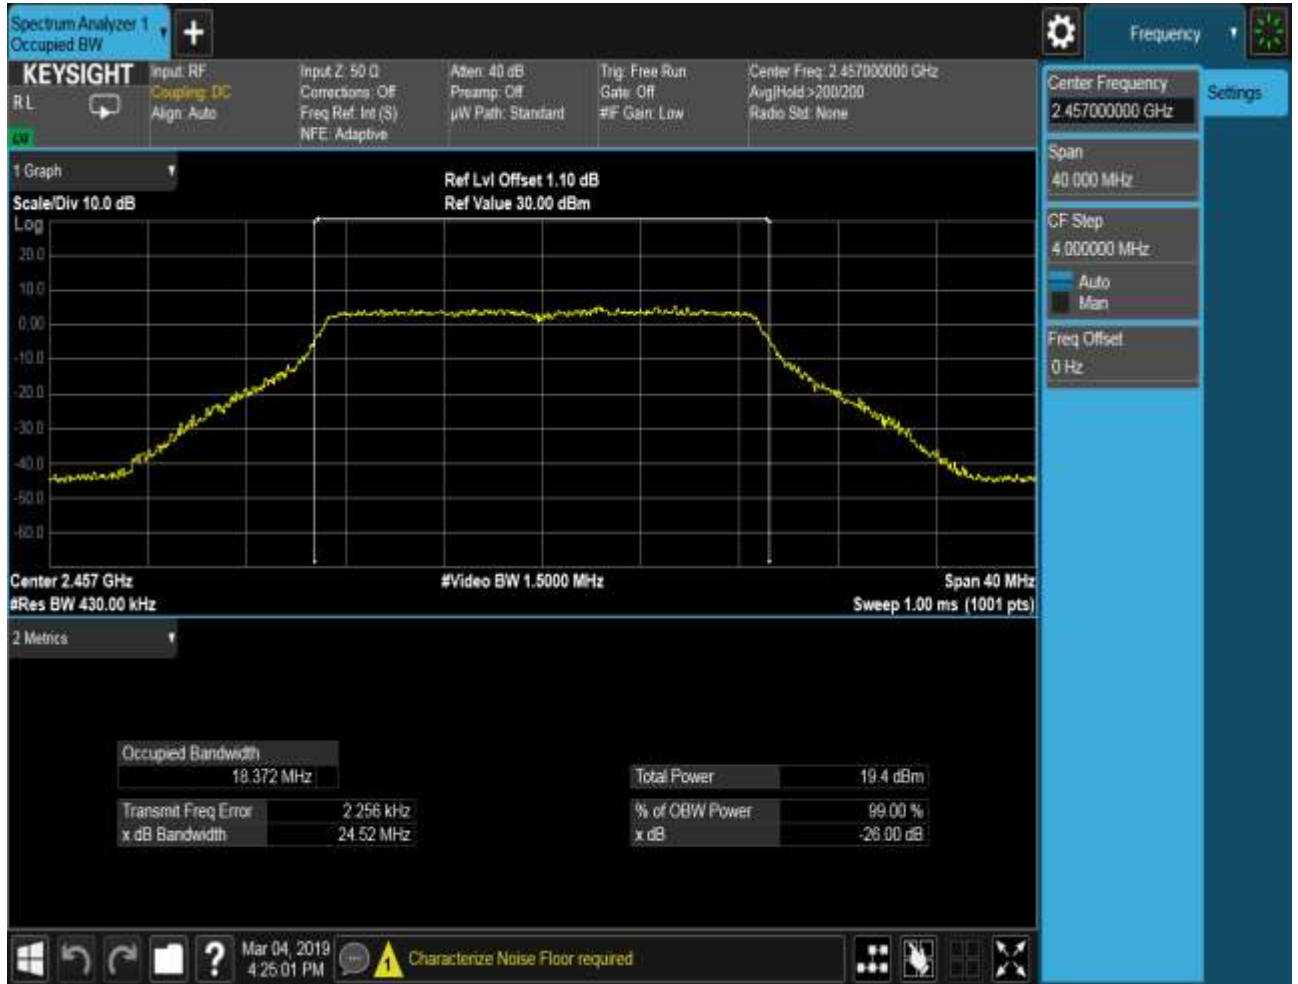 Spectrum Analyzer 1
Occupied BW
Frequency
KEYSIGHT
R L
Input: RF
Coupling: DC
Align: Auto
Input Z: 50 Ω
Corrections: Off
Freq Ref: Int (S)
NFE: Adaptive
Atten: 40 dB
Preamp: Off
µW Path: Standard
Trig: Free Run
Gate: Off
#IF Gain: Low
Center Freq: 2.457000000 GHz
Avg|Hold:>200/200
Radio Std: None
Center Frequency
2.457000000 GHz
Settings
Span
40.000 MHz
CF Step
4.000000 MHz
Auto
Man
Freq Offset
0 Hz
1 Graph
Scale/Div 10.0 dB
Ref Lvl Offset 1.10 dB
Ref Value 30.00 dBm
Log
20.0
10.0
0.00
-10.0
-20.0
-30.0
-40.0
-50.0
-60.0
Center 2.457 GHz
#Video BW 1.5000 MHz
Span 40 MHz
#Res BW 430.00 kHz
Sweep 1.00 ms (1001 pts)
2 Metrics
Occupied Bandwidth
18.372 MHz
Total Power 19.4 dBm
Transmit Freq Error 2.256 kHz
% of OBW Power 99.00 %
x dB Bandwidth 24.52 MHz
x dB -26.00 dB
Mar 04, 2019
4:25:01 PM
1
Characterize Noise Floor required